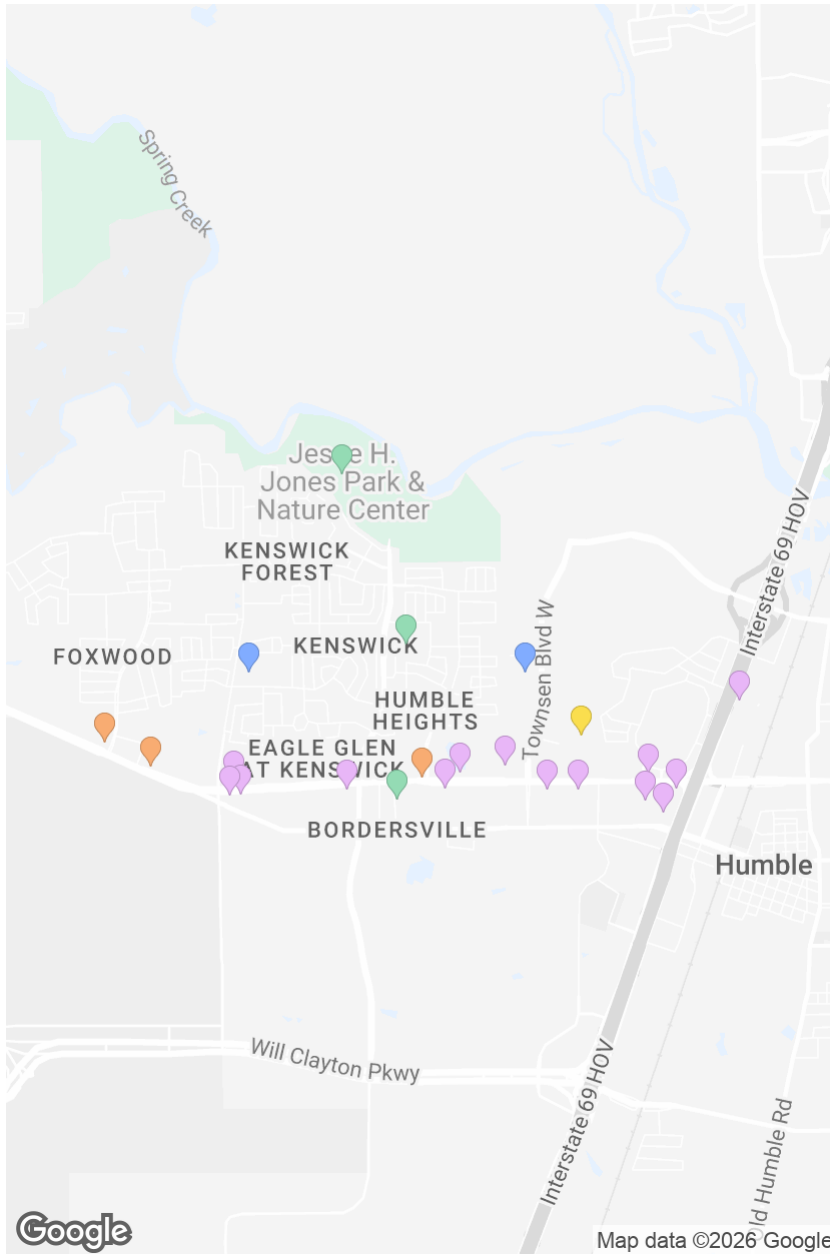 Spring Creek
Interstate 69 HOV
Jesse H.
Jones Park &
Nature Center
KENSWICK
FOREST
Townsen Blvd W
KENSWICK
FOXWOOD
HUMBLE
HEIGHTS
EAGLE GLEN
AT KENSWICK
BORDERSVILLE
Humble
Will Clayton Pkwy
Interstate 69 HOV
Old Humble Rd
Google
Map data ©2026 Google